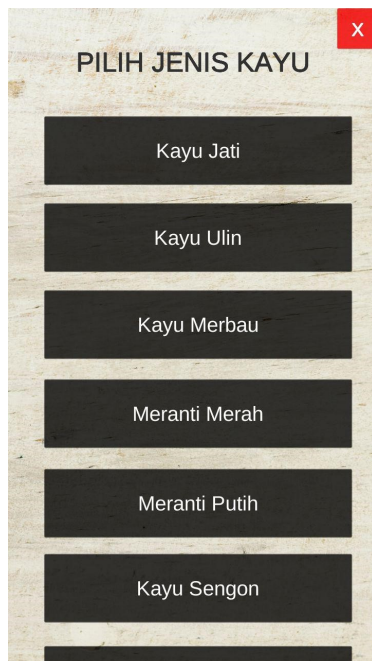 X
PILIH JENIS KAYU
Kayu Jati
Kayu Ulin
Kayu Merbau
Meranti Merah
Meranti Putih
Kayu Sengon